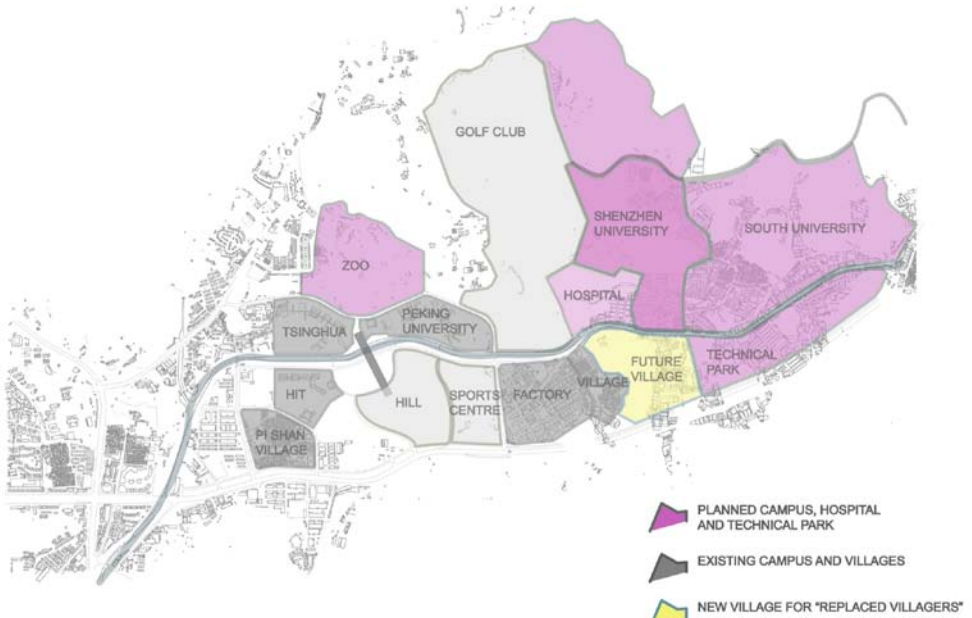 GOLF CLUB
SHENZHEN
UNIVERSITY
SOUTH UNIVERSITY
ZOO
HOSPITAL
TSINGHUA
PEKING
UNIVERSITY
TECHNICAL
PARK
FUTURE
VILLAGE
VILLAGE
FACTORY
SPORTS
CENTRE
HILL
HIT
PI SHAN
VILLAGE
PLANNED CAMPUS, HOSPITAL
AND TECHNICAL PARK
EXISTING CAMPUS AND VILLAGES
NEW VILLAGE FOR "REPLACED VILLAGERS"